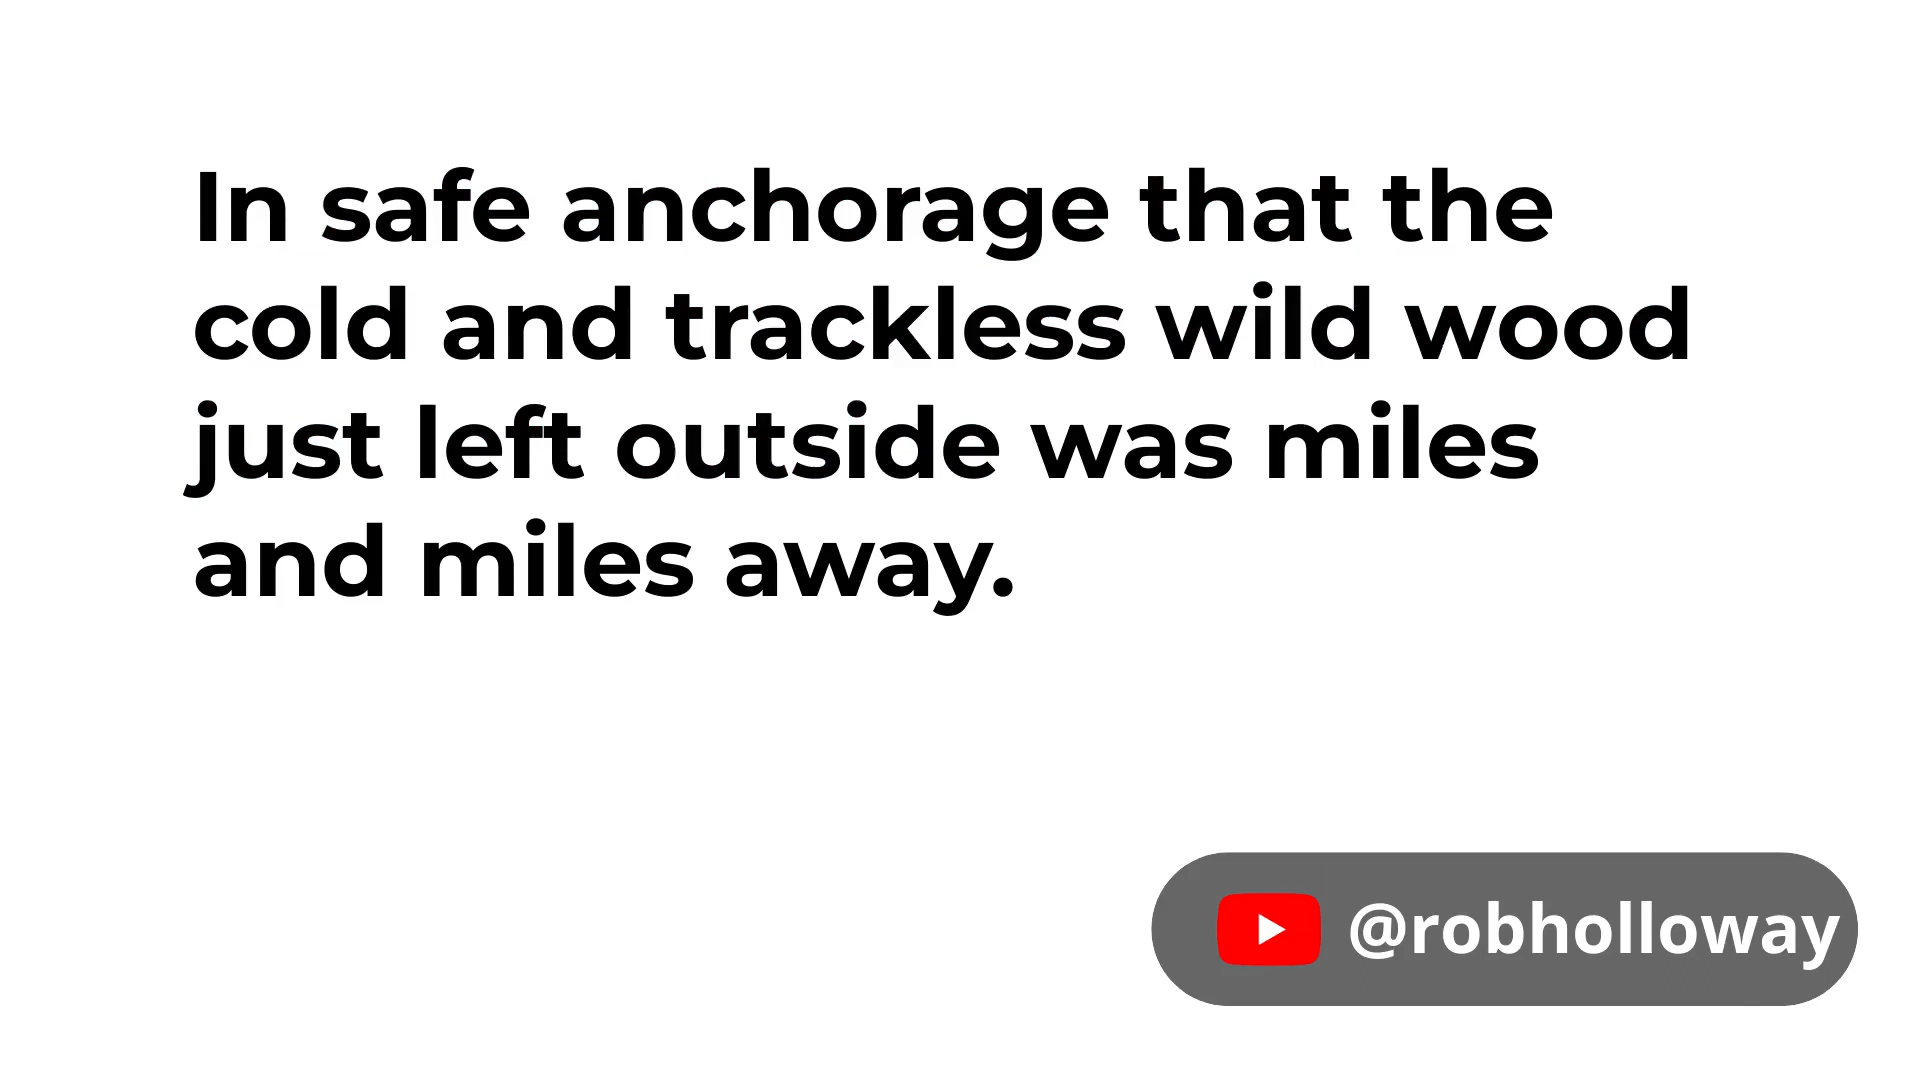 In safe anchorage that the
cold and trackless wild wood
just left outside was miles
and miles away.
@robholloway